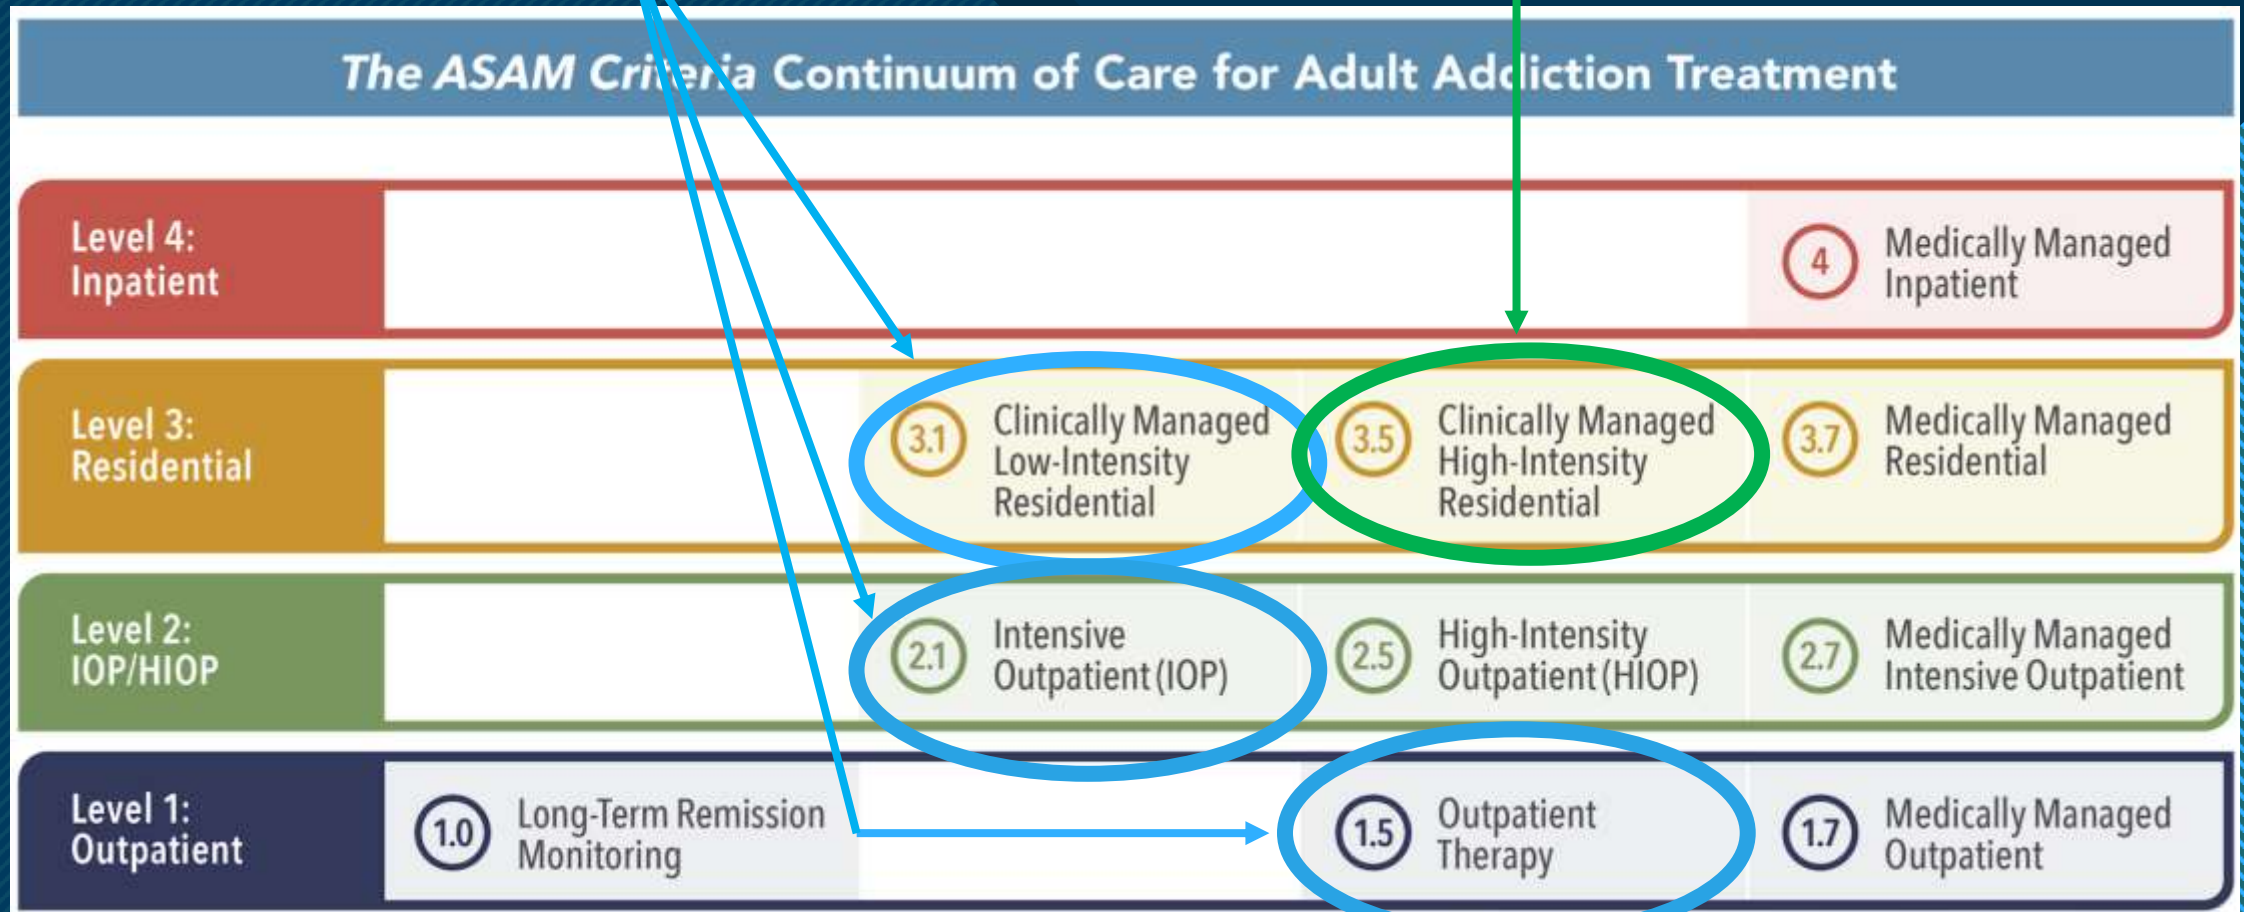 The ASAM Criteria Continuum of Care for Adult Addiction Treatment
Level 4:
Inpatient
4
Medically Managed
Inpatient
Level 3:
Residential
3.1
Clinically Managed
Low-Intensity
Residential
3.5
Clinically Managed
High-Intensity
Residential
3.7
Medically Managed
Residential
Level 2:
IOP/HIOP
2.1
Intensive
Outpatient (IOP)
2.5
High-Intensity
Outpatient (HIOP)
2.7
Medically Managed
Intensive Outpatient
Level 1:
Outpatient
1.0
Long-Term Remission
Monitoring
1.5
Outpatient
Therapy
1.7
Medically Managed
Outpatient